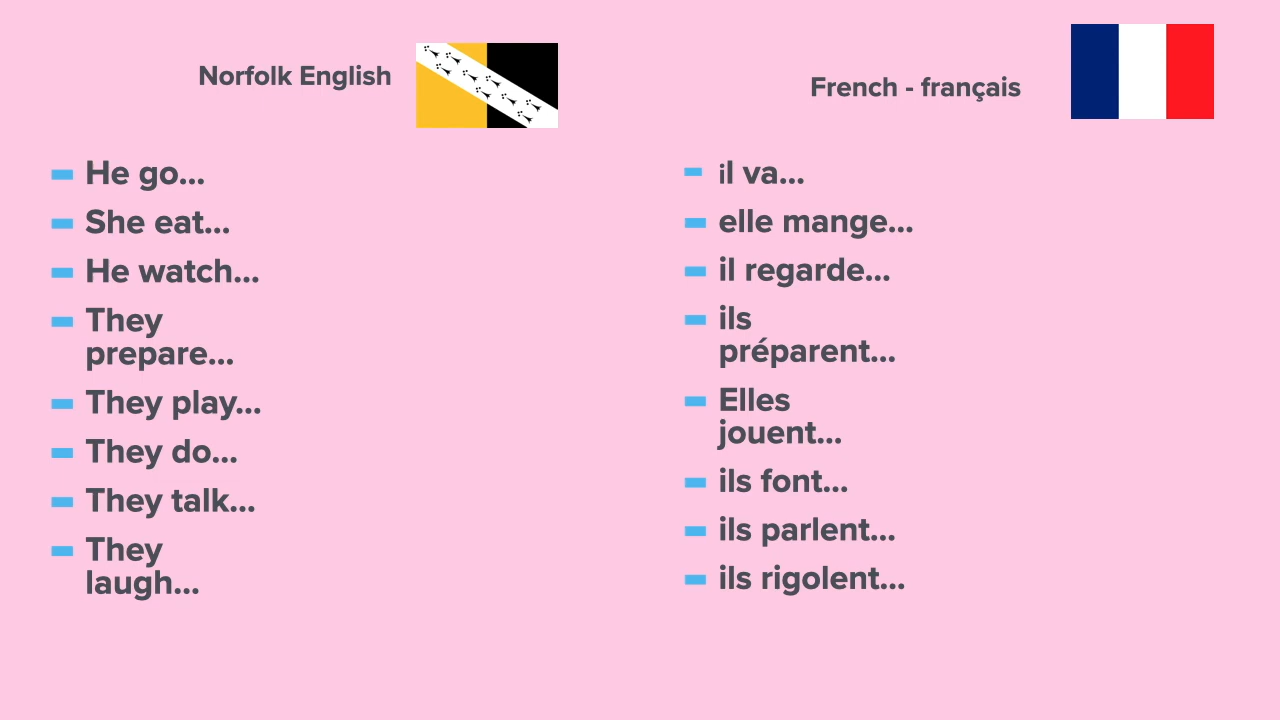 Norfolk English
He go...
She eat...
He watch...
They
prepare...
They play...
They do...
They talk...
They
laugh...
French - français
il va...
elle mange...
il regarde...
ils
préparent...
Elles
jouent...
ils font...
ils parlent...
ils rigolent...